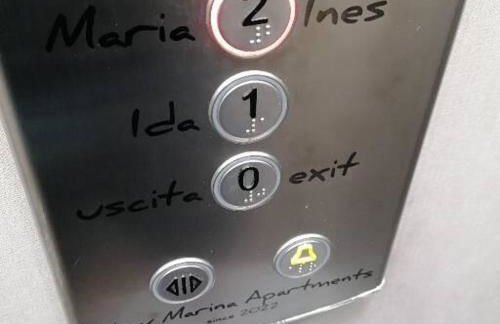 Maria 2 Ines
Ida 1
uscita 0 exit
Marina Apartments
since 2022